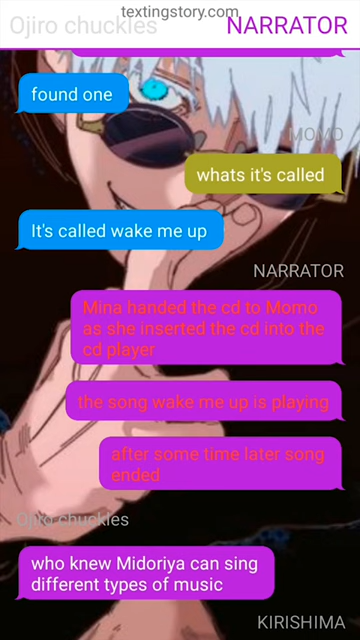 textingstory.com
Ojiro chuckles
NARRATOR
found one
MOMO
whats it's called
It's called wake me up
NARRATOR
Mina handed the cd to Momo
as she inserted the cd into the
cd player
the song wake me up is playing
after some time later song
ended
Ojiro chuckles
who knew Midoriya can sing
different types of music
KIRISHIMA